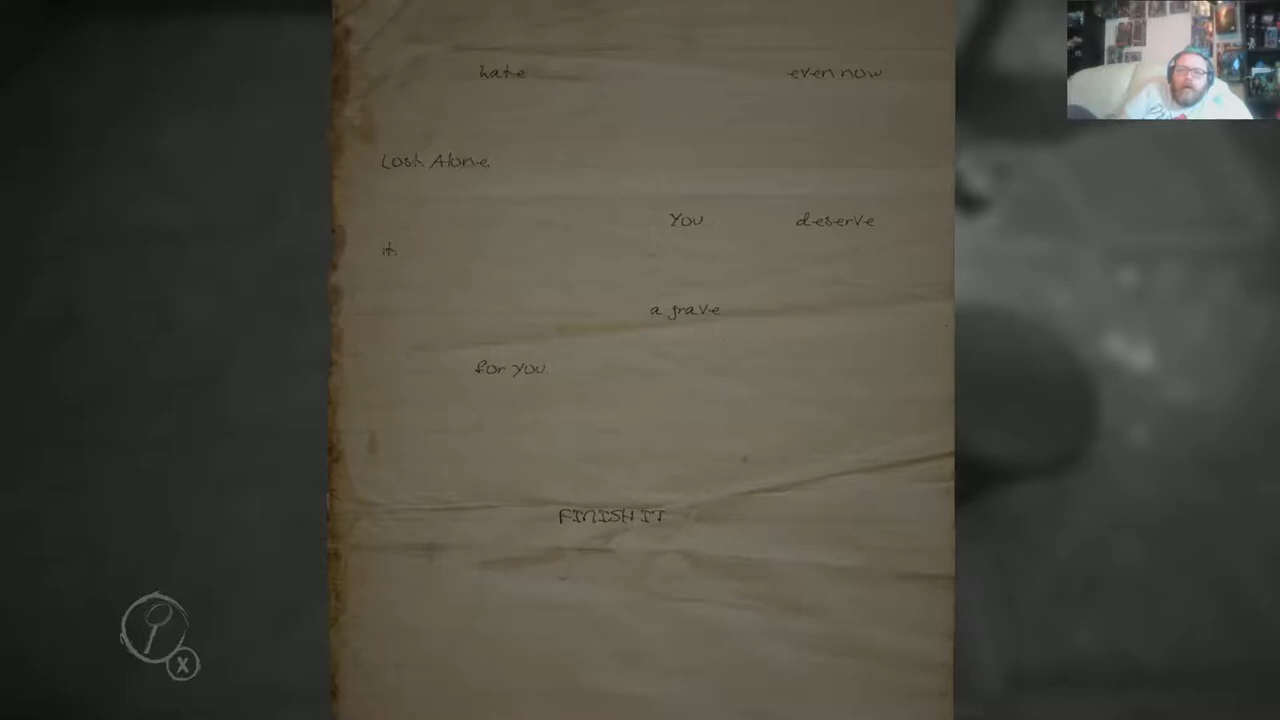 hate even now
Lost Alone
You deserve
it
a grave
for you
FINISH IT
X